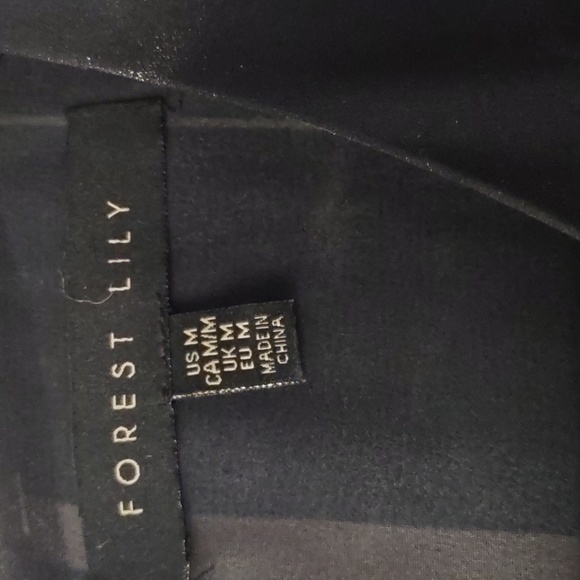 FOREST LILY
US M
CA M/M
UK M
EU M
MADE IN
CHINA